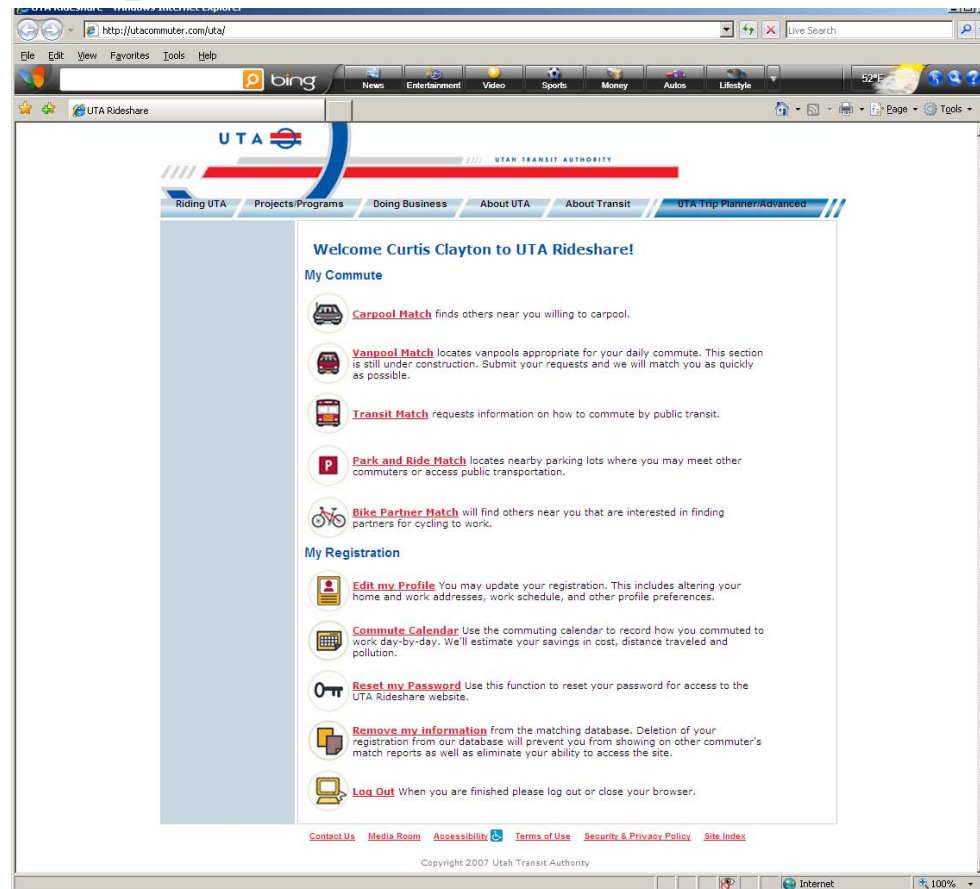 UTA Rideshare - Windows Internet Explorer
http://utacommuter.com/uta/
Live Search
File Edit View Favorites Tools Help
bing News Entertainment Video Sports Money Autos Lifestyle 52°F
UTA Rideshare
Page Tools
UTA
UTAH TRANSIT AUTHORITY
Riding UTA Projects/Programs Doing Business About UTA About Transit UTA Trip Planner/Advanced
Welcome Curtis Clayton to UTA Rideshare!
My Commute
Carpool Match finds others near you willing to carpool.
Vanpool Match locates vanpools appropriate for your daily commute. This section
is still under construction. Submit your requests and we will match you as quickly
as possible.
Transit Match requests information on how to commute by public transit.
P
Park and Ride Match locates nearby parking lots where you may meet other
commuters or access public transportation.
Bike Partner Match will find others near you that are interested in finding
partners for cycling to work.
My Registration
Edit my Profile You may update your registration. This includes altering your
home and work addresses, work schedule, and other profile preferences.
Commute Calendar Use the commuting calendar to record how you commuted to
work day-by-day. We'll estimate your savings in cost, distance traveled and
pollution.
Reset my Password Use this function to reset your password for access to the
UTA Rideshare website.
Remove my information from the matching database. Deletion of your
registration from our database will prevent you from showing on other commuter's
match reports as well as eliminate your ability to access the site.
Log Out When you are finished please log out or close your browser.
Contact Us Media Room Accessibility Terms of Use Security & Privacy Policy Site Index
Copyright 2007 Utah Transit Authority
Internet 100%